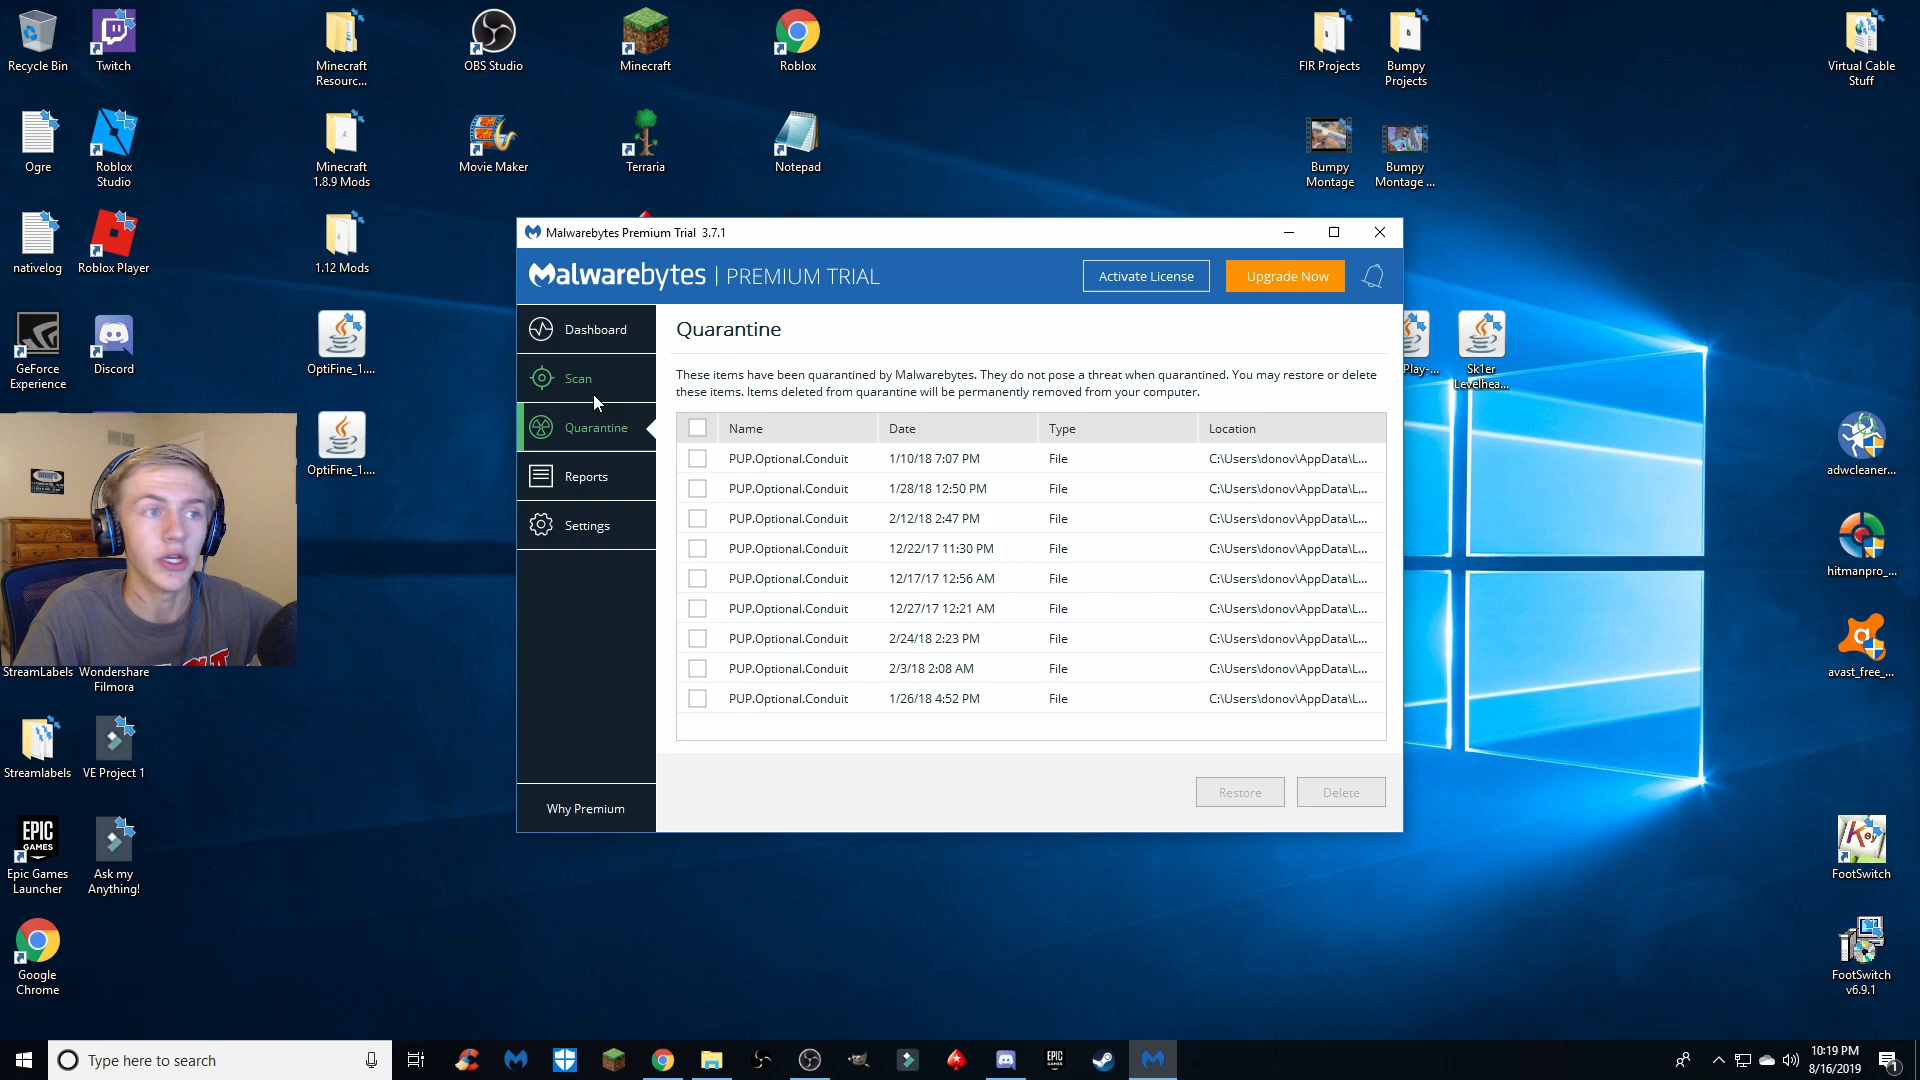 Recycle Bin
Twitch
Minecraft
Resourc...
OBS Studio
Minecraft
Roblox
FIR Projects
Bumpy
Projects
Virtual Cable
Stuff
Ogre
Roblox
Studio
Minecraft
1.8.9 Mods
Movie Maker
Terraria
Notepad
Bumpy
Montage
Bumpy
Montage ...
nativelog
Roblox Player
1.12 Mods
GeForce
Experience
Discord
OptiFine_1....
OptiFine_1....
Play-...
Sk1er
Levelhea...
adwcleaner...
hitmanpro_...
avast_free_...
StreamLabels
Wondershare
Filmora
Streamlabels
VE Project 1
EPIC
GAMES
Epic Games
Launcher
Ask my
Anything!
Google
Chrome
Key
FootSwitch
FootSwitch
v6.9.1
Malwarebytes Premium Trial 3.7.1
Malwarebytes | PREMIUM TRIAL
Activate License
Upgrade Now
Dashboard
Scan
Quarantine
Reports
Settings
Why Premium
Quarantine
These items have been quarantined by Malwarebytes. They do not pose a threat when quarantined. You may restore or delete
these items. Items deleted from quarantine will be permanently removed from your computer.
Name Date Type Location
PUP.Optional.Conduit 1/10/18 7:07 PM File C:\Users\donov\AppData\L...
PUP.Optional.Conduit 1/28/18 12:50 PM File C:\Users\donov\AppData\L...
PUP.Optional.Conduit 2/12/18 2:47 PM File C:\Users\donov\AppData\L...
PUP.Optional.Conduit 12/22/17 11:30 PM File C:\Users\donov\AppData\L...
PUP.Optional.Conduit 12/17/17 12:56 AM File C:\Users\donov\AppData\L...
PUP.Optional.Conduit 12/27/17 12:21 AM File C:\Users\donov\AppData\L...
PUP.Optional.Conduit 2/24/18 2:23 PM File C:\Users\donov\AppData\L...
PUP.Optional.Conduit 2/3/18 2:08 AM File C:\Users\donov\AppData\L...
PUP.Optional.Conduit 1/26/18 4:52 PM File C:\Users\donov\AppData\L...
Restore
Delete
Type here to search
EPIC
10:19 PM
8/16/2019
1